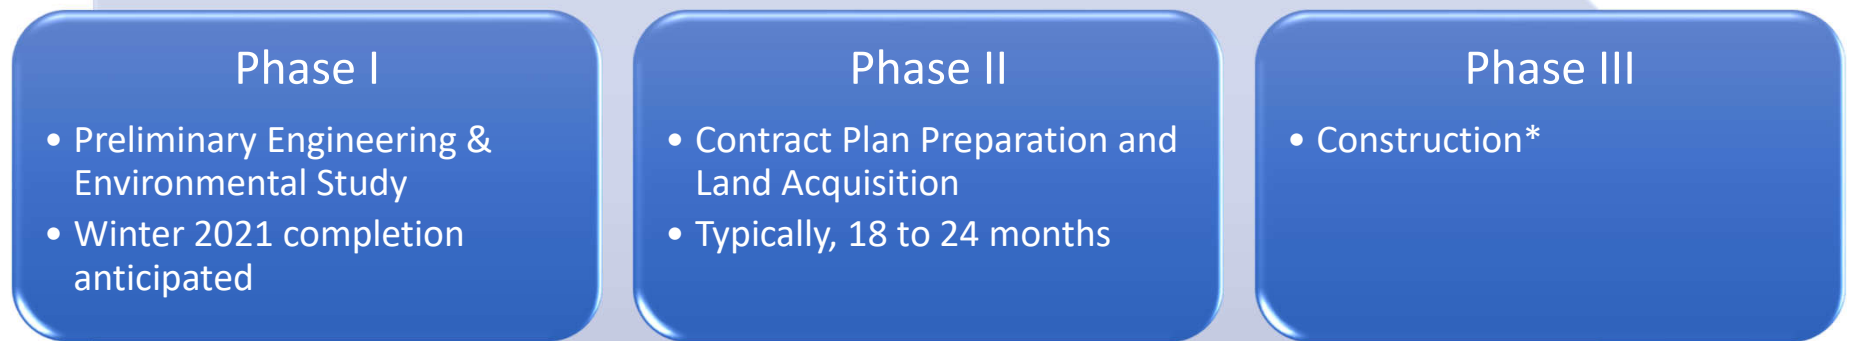 Phase I
• Preliminary Engineering &
Environmental Study
• Winter 2021 completion
anticipated
Phase II
• Contract Plan Preparation and
Land Acquisition
• Typically, 18 to 24 months
Phase III
• Construction*